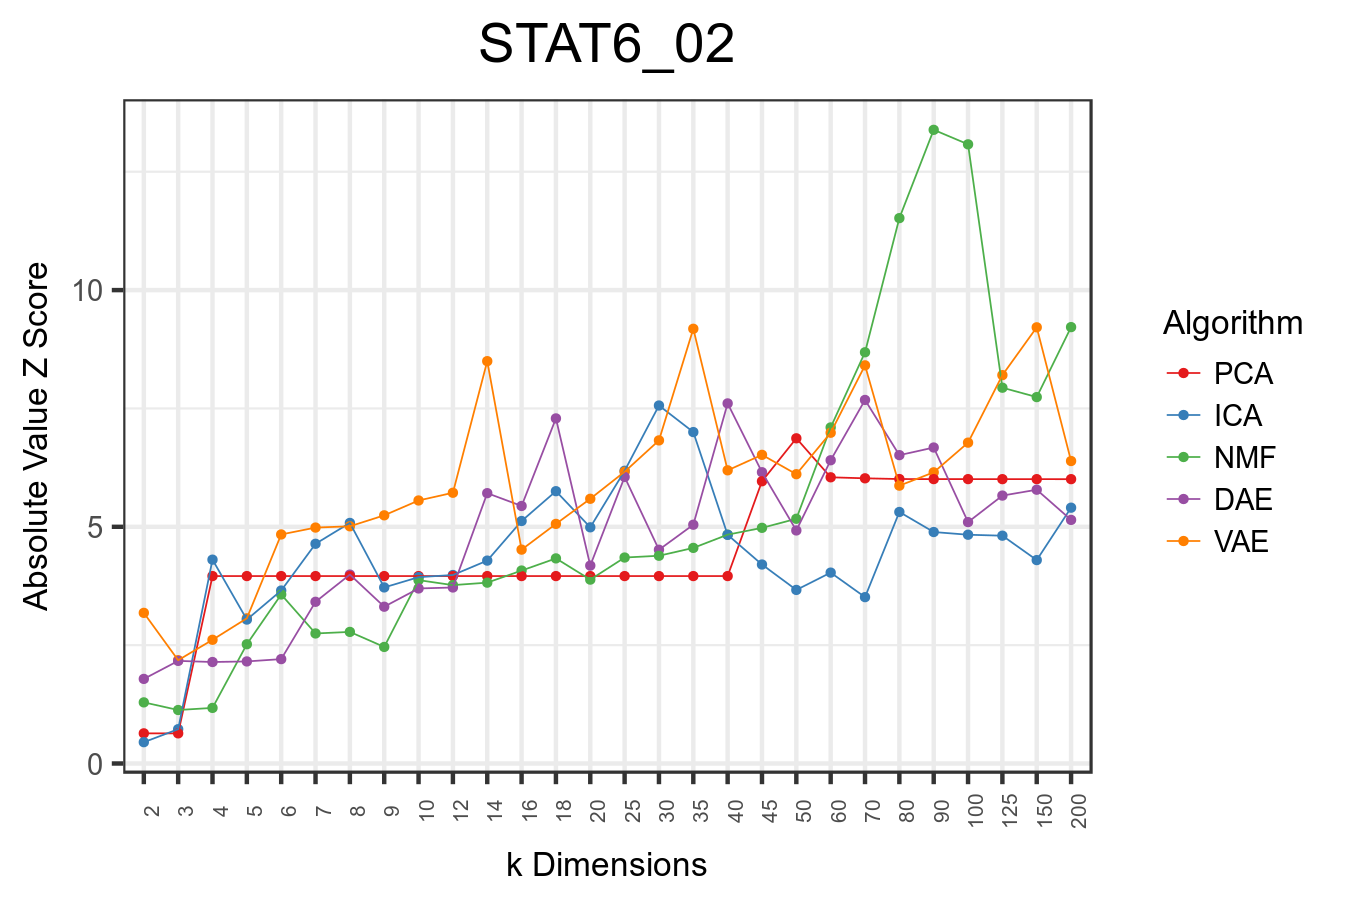 STAT6_02
Absolute Value Z Score
10
5
0
2 3 4 5 6 7 8 9 10 12 14 16 18 20 25 30 35 40 45 50 60 70 80 90 100 125 150 200
k Dimensions
Algorithm
PCA
ICA
NMF
DAE
VAE